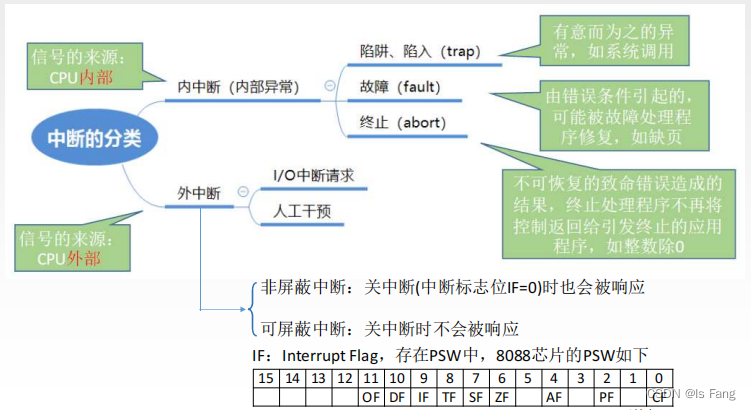 信号的来源：
CPU内部
有意而为之的异
常，如系统调用
陷阱、陷入（trap）
内中断（内部异常）
故障（fault）
终止（abort）
由错误条件引起的，
可能被故障处理程
序修复，如缺页
中断的分类
不可恢复的致命错误造成的
结果，终止处理程序不再将
控制返回给引发终止的应用
程序，如整数除0
外中断
I/O中断请求
人工干预
信号的来源：
CPU外部
非屏蔽中断：关中断(中断标志位IF=0)时也会被响应
可屏蔽中断：关中断时不会被响应
IF：Interrupt Flag，存在PSW中，8088芯片的PSW如下
15 14 13 12 11 10 9 8 7 6 5 4 3 2 1 0
OF DF IF TF SF ZF AF PF CF
CSDN @Is Fang